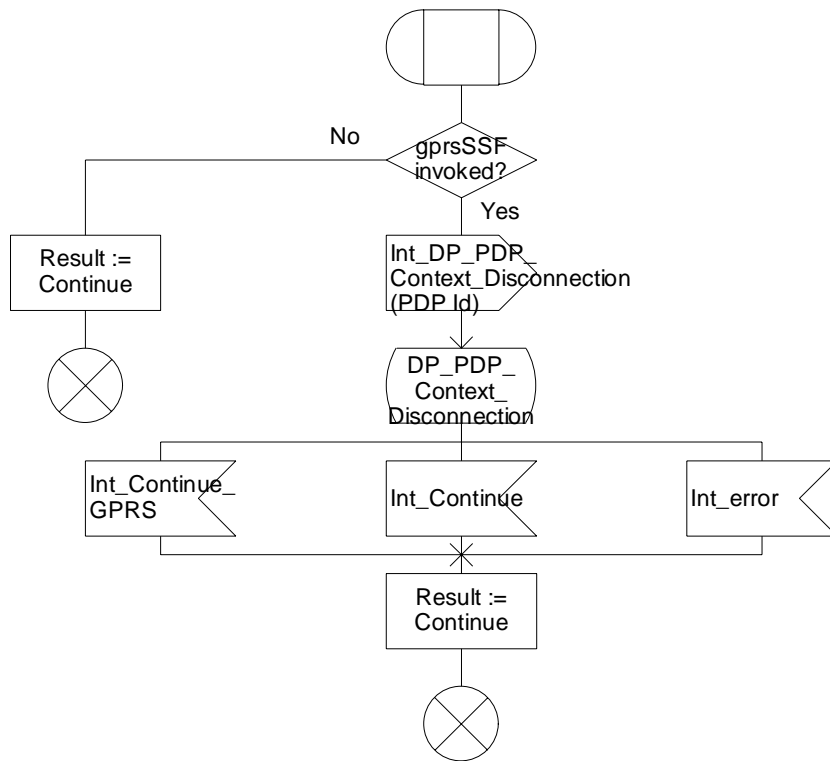 No
gprsSSF
invoked?
Yes
Result :=
Continue
Int_DP_PDP_
Context_Disconnection
(PDP Id)
DP_PDP_
Context_
Disconnection
Int_Continue_
GPRS
Int_Continue
Int_error
Result :=
Continue